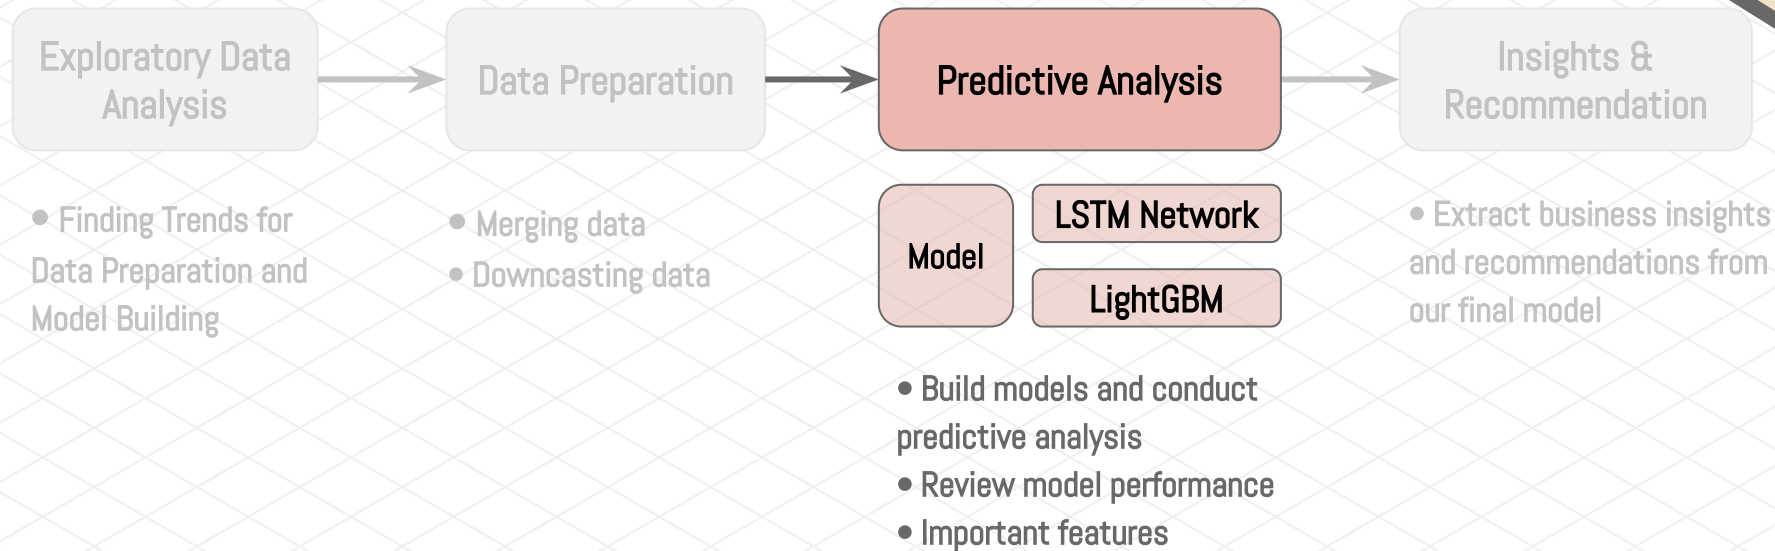 Exploratory Data
Analysis
Data Preparation
Predictive Analysis
Insights &
Recommendation
• Finding Trends for
Data Preparation and
Model Building
• Merging data
• Downcasting data
Model
LSTM Network
LightGBM
• Build models and conduct
predictive analysis
• Review model performance
• Important features
• Extract business insights
and recommendations from
our final model